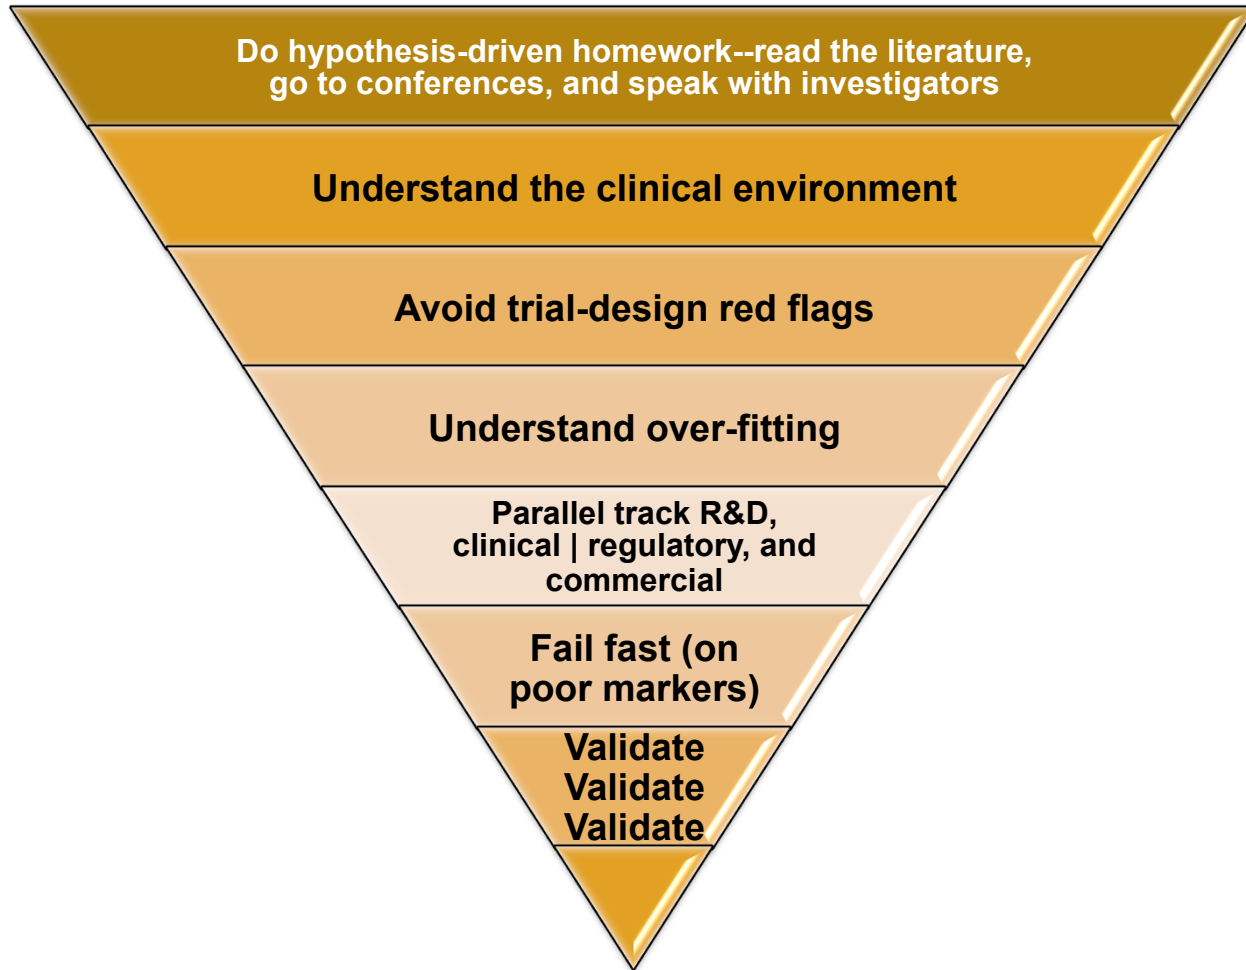 Do hypothesis-driven homework--read the literature,
go to conferences, and speak with investigators
Understand the clinical environment
Avoid trial-design red flags
Understand over-fitting
Parallel track R&D,
clinical | regulatory, and
commercial
Fail fast (on
poor markers)
Validate
Validate
Validate